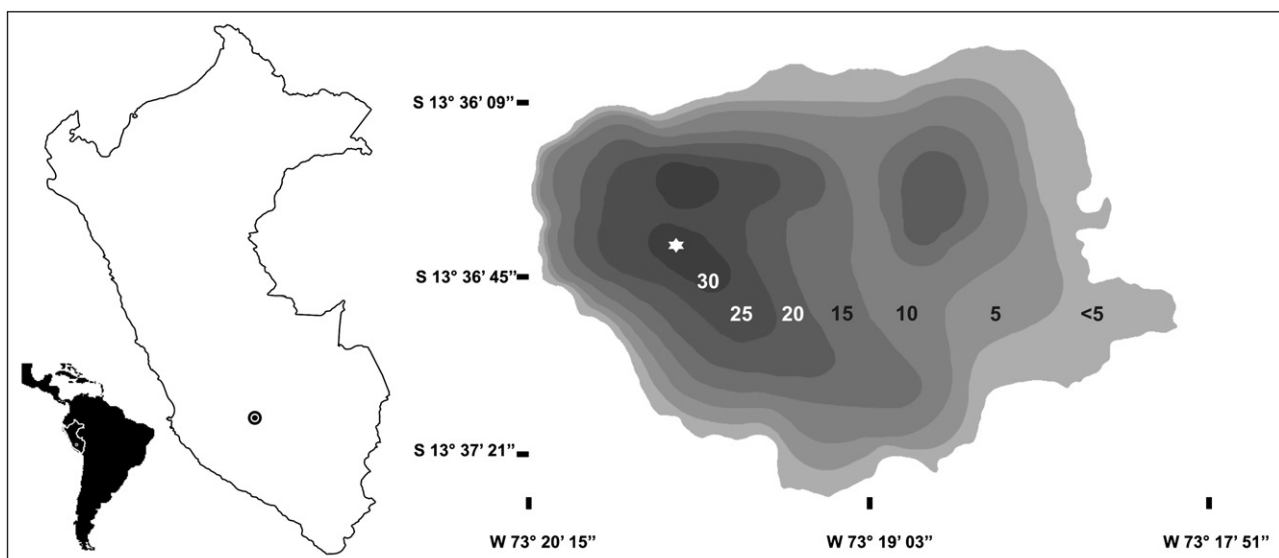 S 13° 36’ 09”
S 13° 36’ 45”
30
25 20 15 10 5 <5
S 13° 37’ 21”
W 73° 20’ 15” W 73° 19’ 03” W 73° 17’ 51”